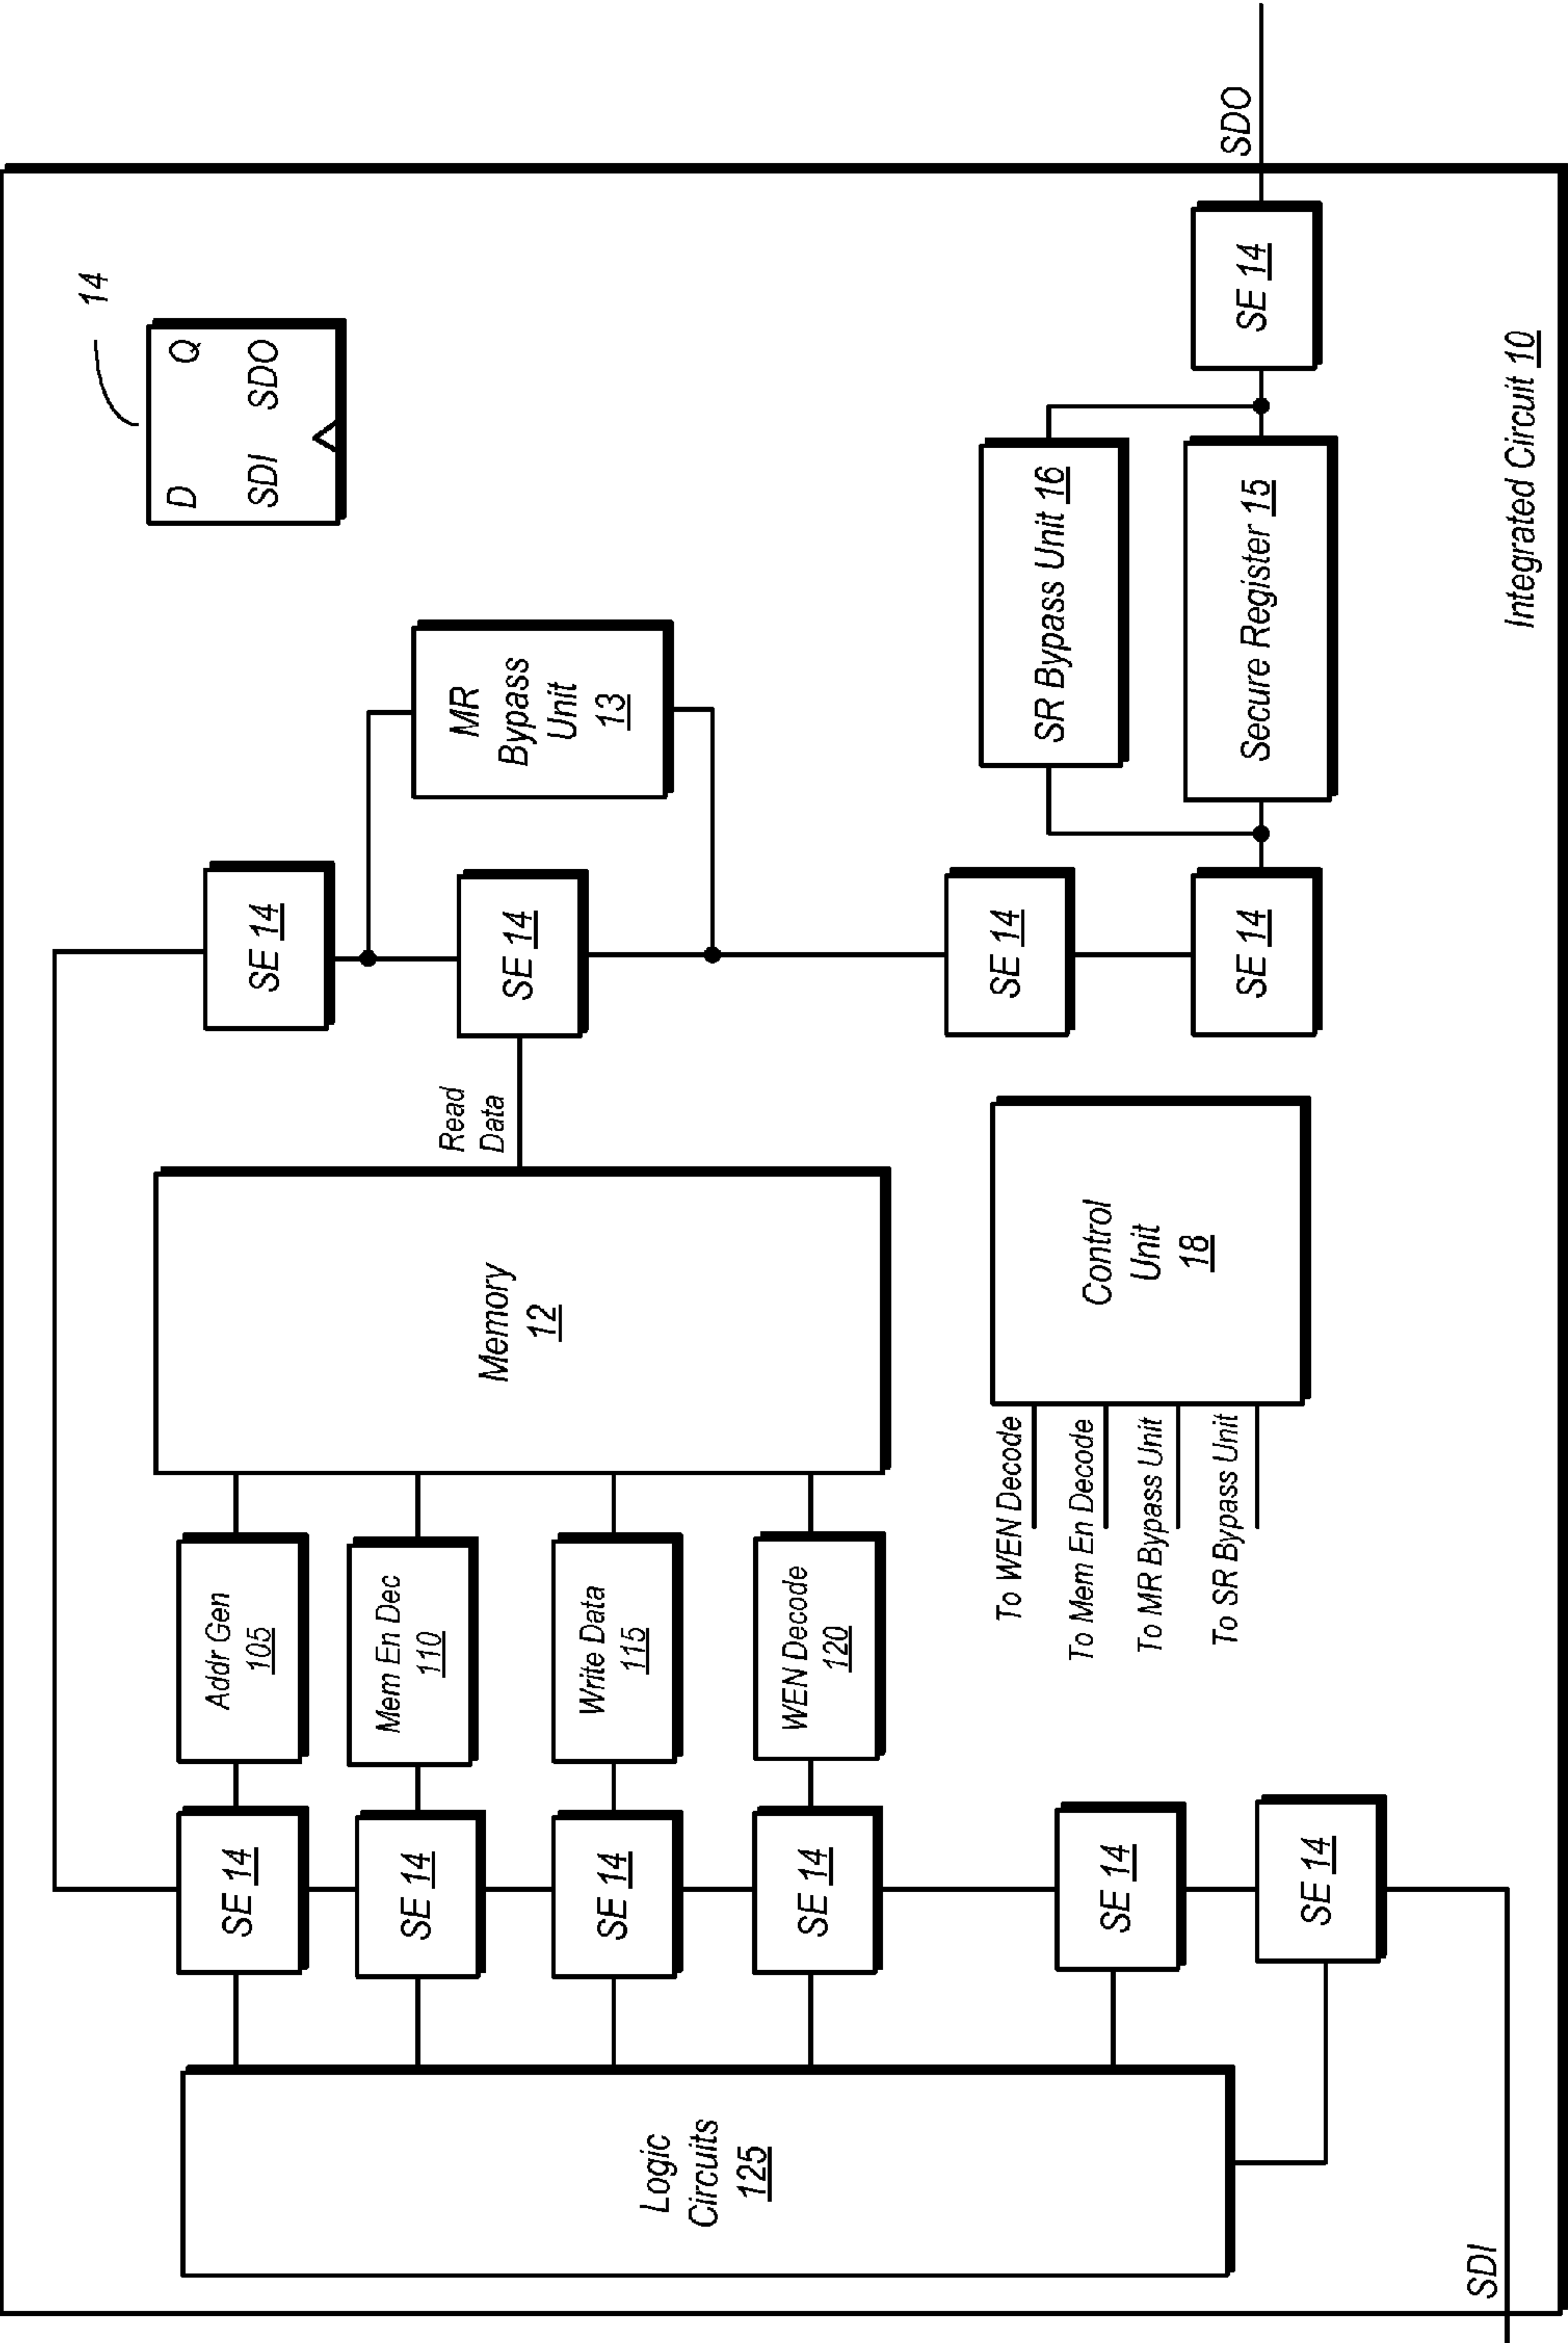 14
D Q
SDI SDO
SE 14
MR
Bypass
Unit
13
SE 14
Read
Data
Memory
12
Addr Gen
105
Mem En Dec
110
Write Data
115
WEN Decode
120
SE 14
SE 14
SE 14
SE 14
SE 14
SE 14
Logic
Circuits
125
SDI
To WEN Decode
To Mem En Decode
To MR Bypass Unit
To SR Bypass Unit
Control
Unit
18
SE 14
SE 14
SR Bypass Unit 16
Secure Register 15
SE 14
SDO
Integrated Circuit 10